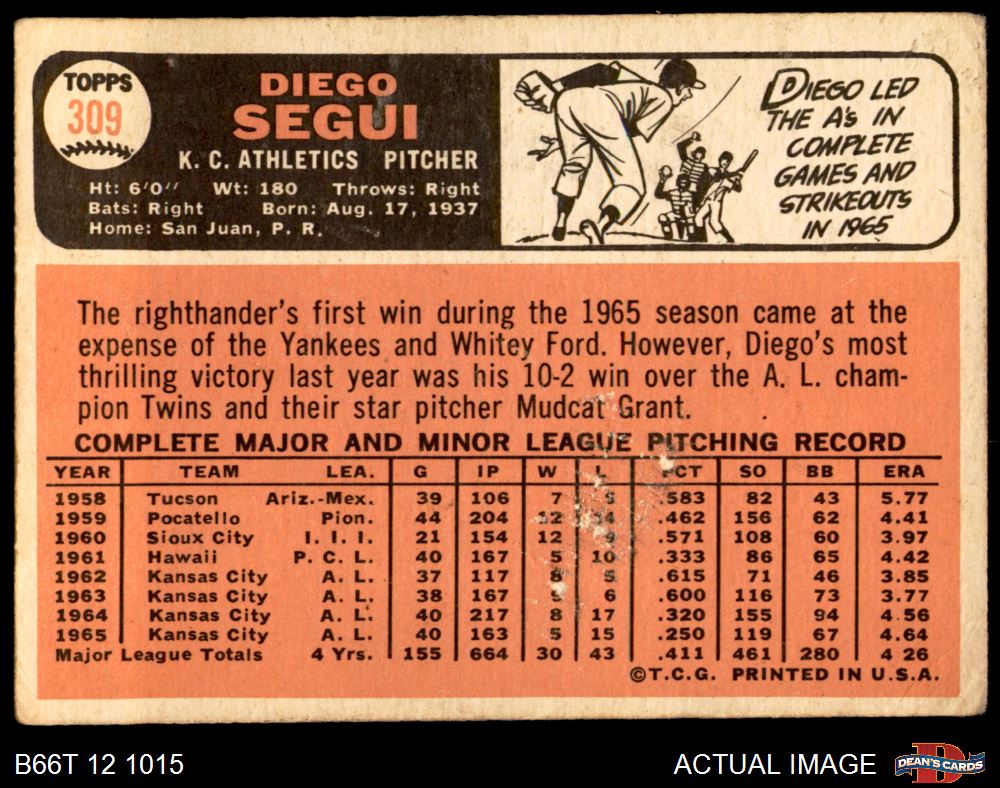 TOPPS
309
DIEGO
SEGUI
K. C. ATHLETICS PITCHER
Ht: 6'0" Wt: 180 Throws: Right
Bats: Right Born: Aug. 17, 1937
Home: San Juan, P. R.
DIEGO LED
THE A's IN
COMPLETE
GAMES AND
STRIKEOUTS
IN 1965
The righthander's first win during the 1965 season came at the
expense of the Yankees and Whitey Ford. However, Diego's most
thrilling victory last year was his 10-2 win over the A. L. cham-
pion Twins and their star pitcher Mudcat Grant.
COMPLETE MAJOR AND MINOR LEAGUE PITCHING RECORD
YEAR TEAM LEA. G IP W L PCT SO BB ERA
1958 Tucson Ariz.-Mex. 39 106 7 5 .583 82 43 5.77
1959 Pocatello Pion. 44 204 12 14 .462 156 62 4.41
1960 Sioux City I. I. I. 21 154 12 9 .571 108 60 3.97
1961 Hawaii P. C. L. 40 167 5 10 .333 86 65 4.42
1962 Kansas City A. L. 37 117 8 5 .615 71 46 3.85
1963 Kansas City A. L. 38 167 9 6 .600 116 73 3.77
1964 Kansas City A. L. 40 217 8 17 .320 155 94 4.56
1965 Kansas City A. L. 40 163 5 15 .250 119 67 4.64
Major League Totals 4 Yrs. 155 664 30 43 .411 461 280 4 26
©T.C.G. PRINTED IN U.S.A.
B66T 12 1015
ACTUAL IMAGE
DEAN'S CARDS